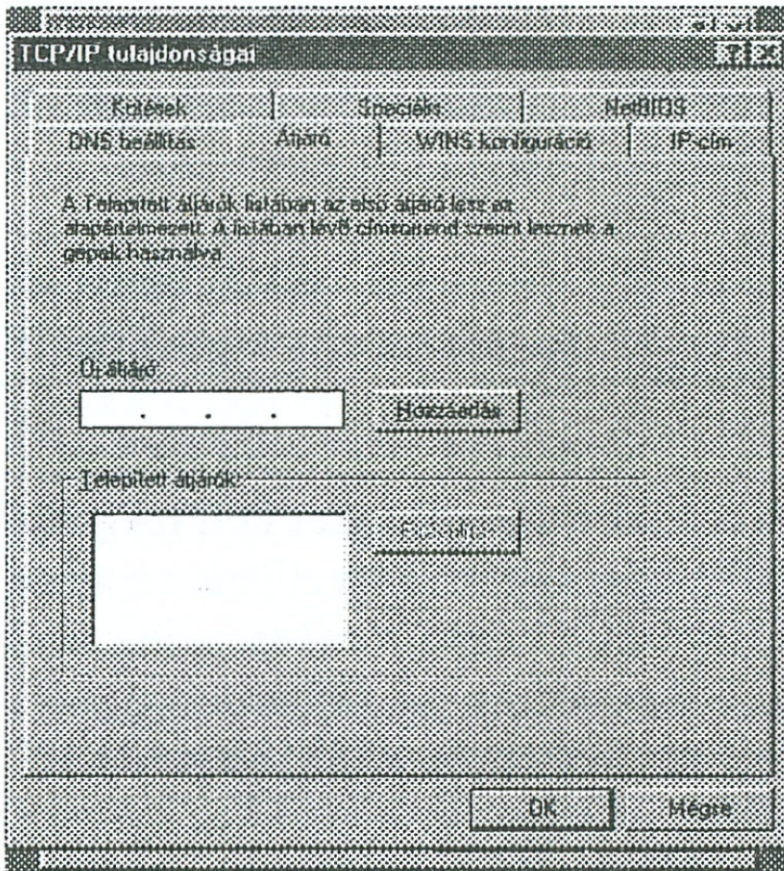 TCP/IP tulajdonságai
Kötések Speciális NetBIOS
DNS beállítás Átjáró WINS konfiguráció IP-cím
A Telepített átjárók listában az első átjáró lesz az
alapértelmezett. A listában lévő címsorrend szerint lesznek a
gépek használva.
Új átjáró:
. . .
Hozzáadás
Telepített átjárók:
OK Mégse